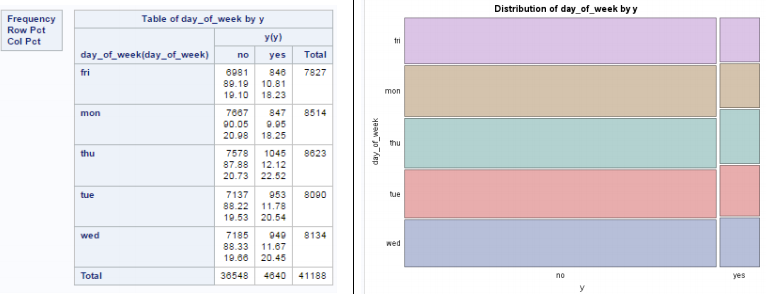 Frequency
Row Pct
Col Pct
Table of day_of_week by y
y(y)
day_of_week(day_of_week) no yes Total
fri 6981 846 7827
89.19 10.81
19.10 18.23
mon 7667 847 8514
90.05 9.95
20.98 18.25
thu 7578 1045 8623
87.88 12.12
20.73 22.52
tue 7137 953 8090
88.22 11.78
19.53 20.54
wed 7185 949 8134
88.33 11.67
19.66 20.45
Total 36548 4640 41188
Distribution of day_of_week by y
day_of_week
fri
mon
thu
tue
wed
no yes
y